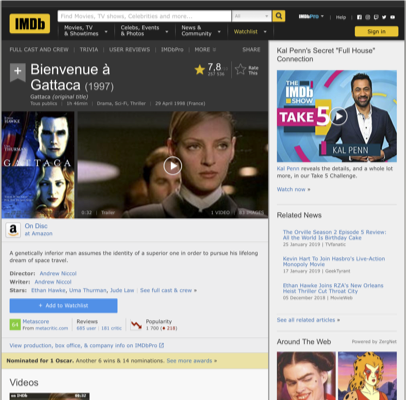 IMDb
Find Movies, TV shows, Celebrities and more...
All
IMDbPro
Help
Movies, TV
& Showtimes
Celebs, Events
& Photos
News &
Community
Watchlist
Sign in
FULL CAST AND CREW | TRIVIA | USER REVIEWS | IMDbPro | MORE
SHARE
Bienvenue à
Gattaca (1997)
Gattaca (original title)
Tous publics | 1h 46min | Drama, Sci-Fi, Thriller | 29 April 1998 (France)
7,8
Rate
This
GATTACA
0:32 | Trailer
1 VIDEO
On Disc
at Amazon
A genetically inferior man assumes the identity of a superior one in order to pursue his lifelong
dream of space travel.
Director: Andrew Niccol
Writer: Andrew Niccol
Stars: Ethan Hawke, Uma Thurman, Jude Law | See full cast & crew »
+ Add to Watchlist
Metascore
From metacritic.com
Reviews
685 user | 181 critic
Popularity
1 700
View production, box office, & company info on IMDbPro
Nominated for 1 Oscar. Another 6 wins & 14 nominations. See more awards »
Videos
Kal Penn's Secret "Full House"
Connection
THE
IMDb
SHOW
TAKE 5
KAL PENN
Kal Penn reveals the details, and a whole lot
more, in our Take 5 Challenge.
Watch now »
Related News
The Orville Season 2 Episode 5 Review:
All the World Is Birthday Cake
25 January 2019 | TVfanatic
Kevin Hart To Join Hasbro's Live-Action
Monopoly Movie
17 January 2019 | GeekTyrant
Ethan Hawke Joins RZA's New Orleans
Heist Thriller Cut Throat City
05 December 2018 | MovieWeb
See all related articles »
Around The Web
Powered by ZergNet